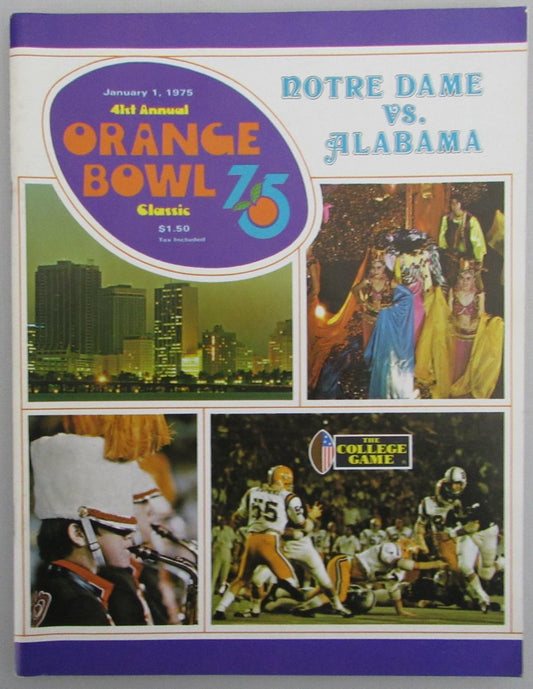 January 1, 1975
41st Annual
ORANGE
BOWL 75
Classic
$1.50
Tax Included
NOTRE DAME
VS.
ALABAMA
THE
COLLEGE
GAME
55